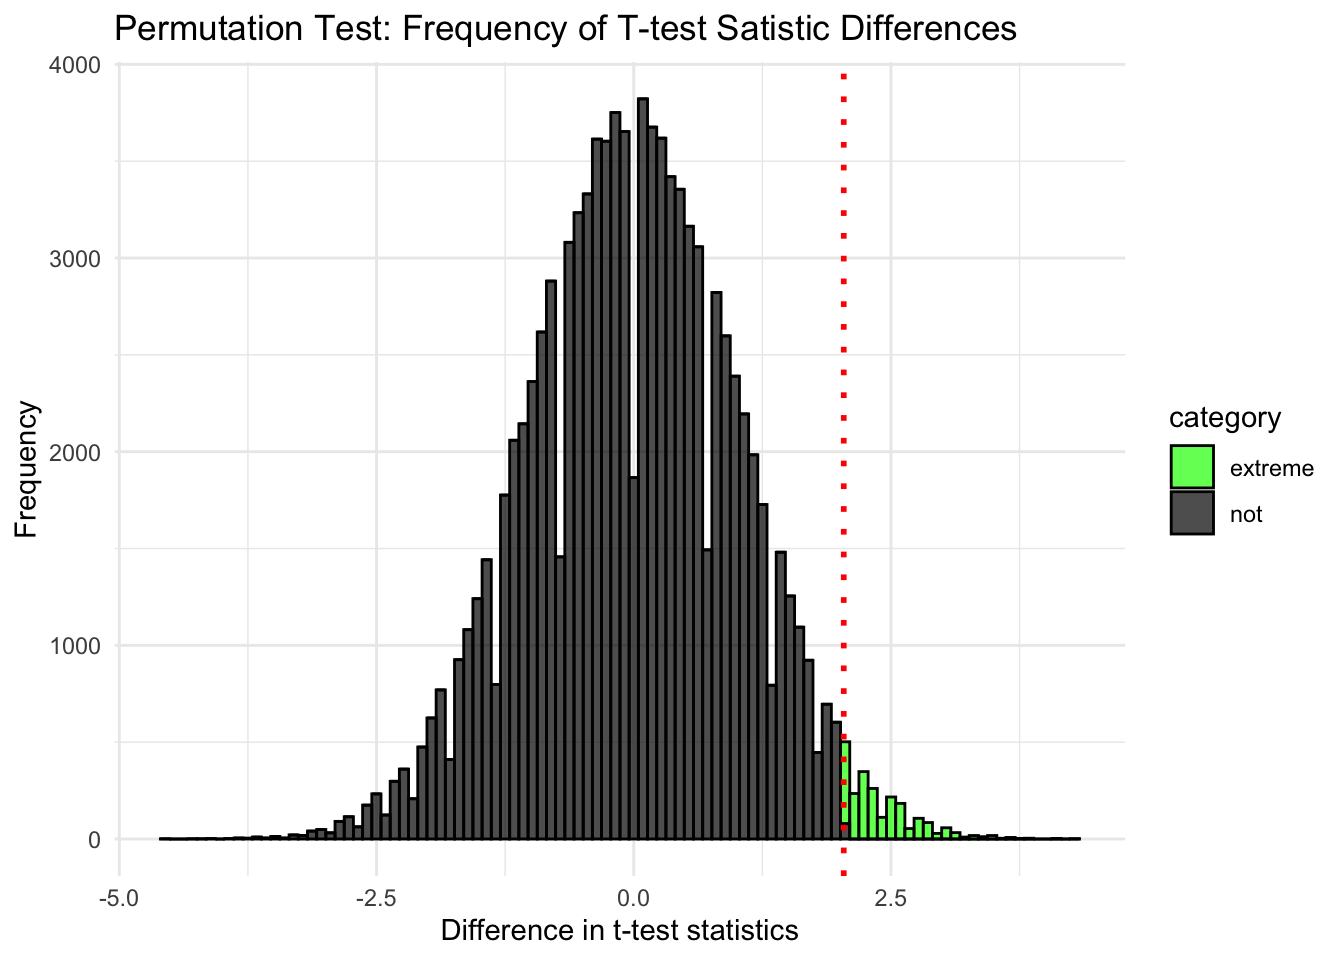 Permutation Test: Frequency of T-test Satistic Differences
4000
3000
2000
1000
0
Frequency
-5.0
-2.5
0.0
2.5
Difference in t-test statistics
category
extreme
not